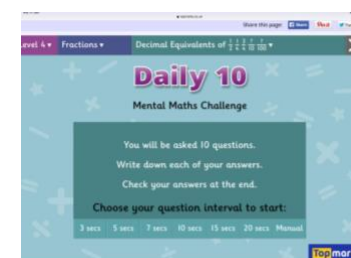 Share this page:
Level 4 ▾ Fractions ▾ Decimal Equivalents of ▾
Daily 10
Mental Maths Challenge
You will be asked 10 questions.
Write down each of your answers.
Check your answers at the end.
Choose your question interval to start:
3 secs 5 secs 7 secs 10 secs 15 secs 20 secs Manual
Topmar